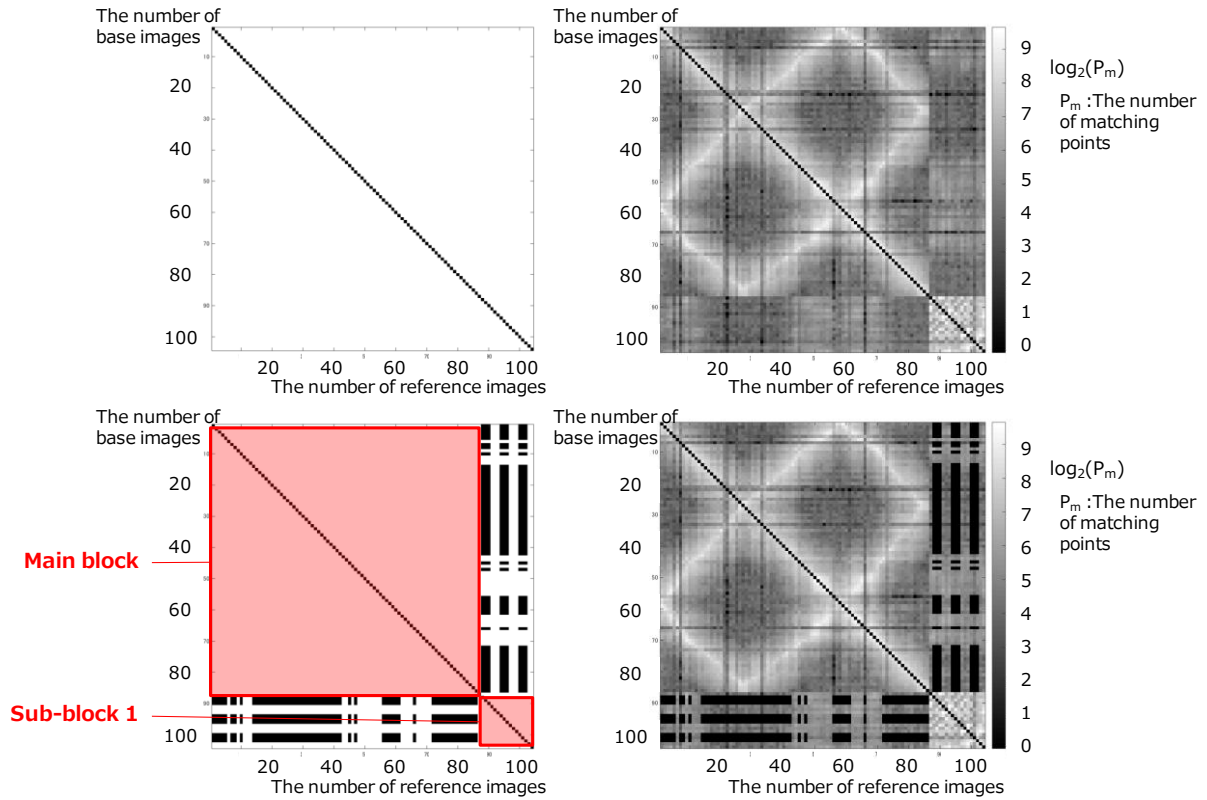 The number of
base images
20
40
60
80
100
20 40 60 80 100
The number of reference images
The number of
base images
20
40
60
80
100
20 40 60 80 100
The number of reference images
9
8
7
6
5
4
3
2
1
0
log2(Pm)
Pm :The number
of matching
points
The number of
base images
20
40
60
80
100
20 40 60 80 100
The number of reference images
Main block
Sub-block 1
The number of
base images
20
40
60
80
100
20 40 60 80 100
The number of reference images
9
8
7
6
5
4
3
2
1
0
log2(Pm)
Pm :The number
of matching
points